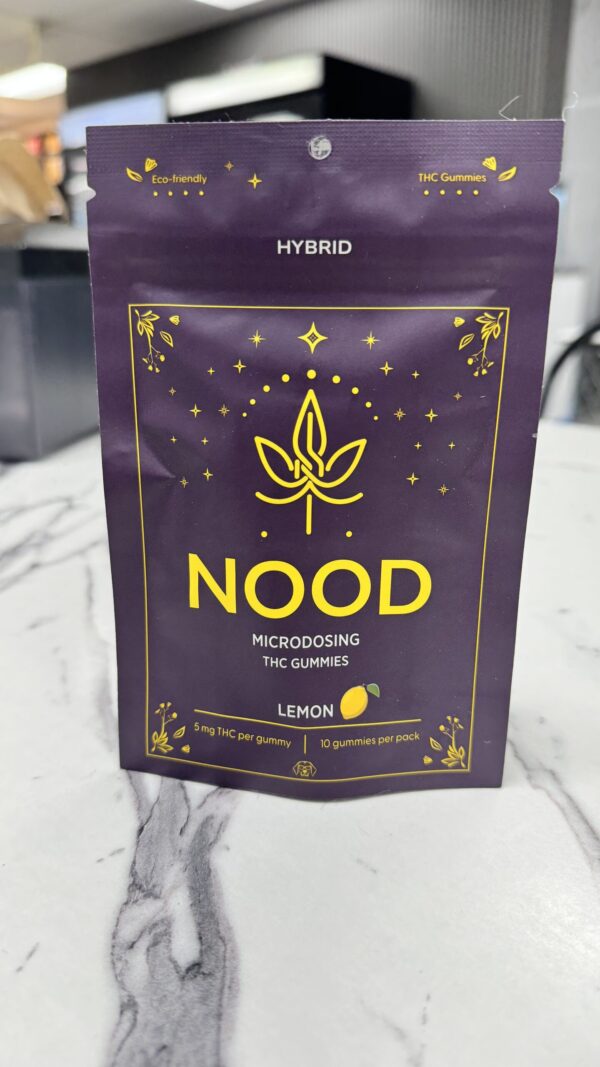 Eco-friendly
THC Gummies
HYBRID
NOOD
MICRODOSING
THC GUMMIES
LEMON
5 mg THC per gummy
10 gummies per pack